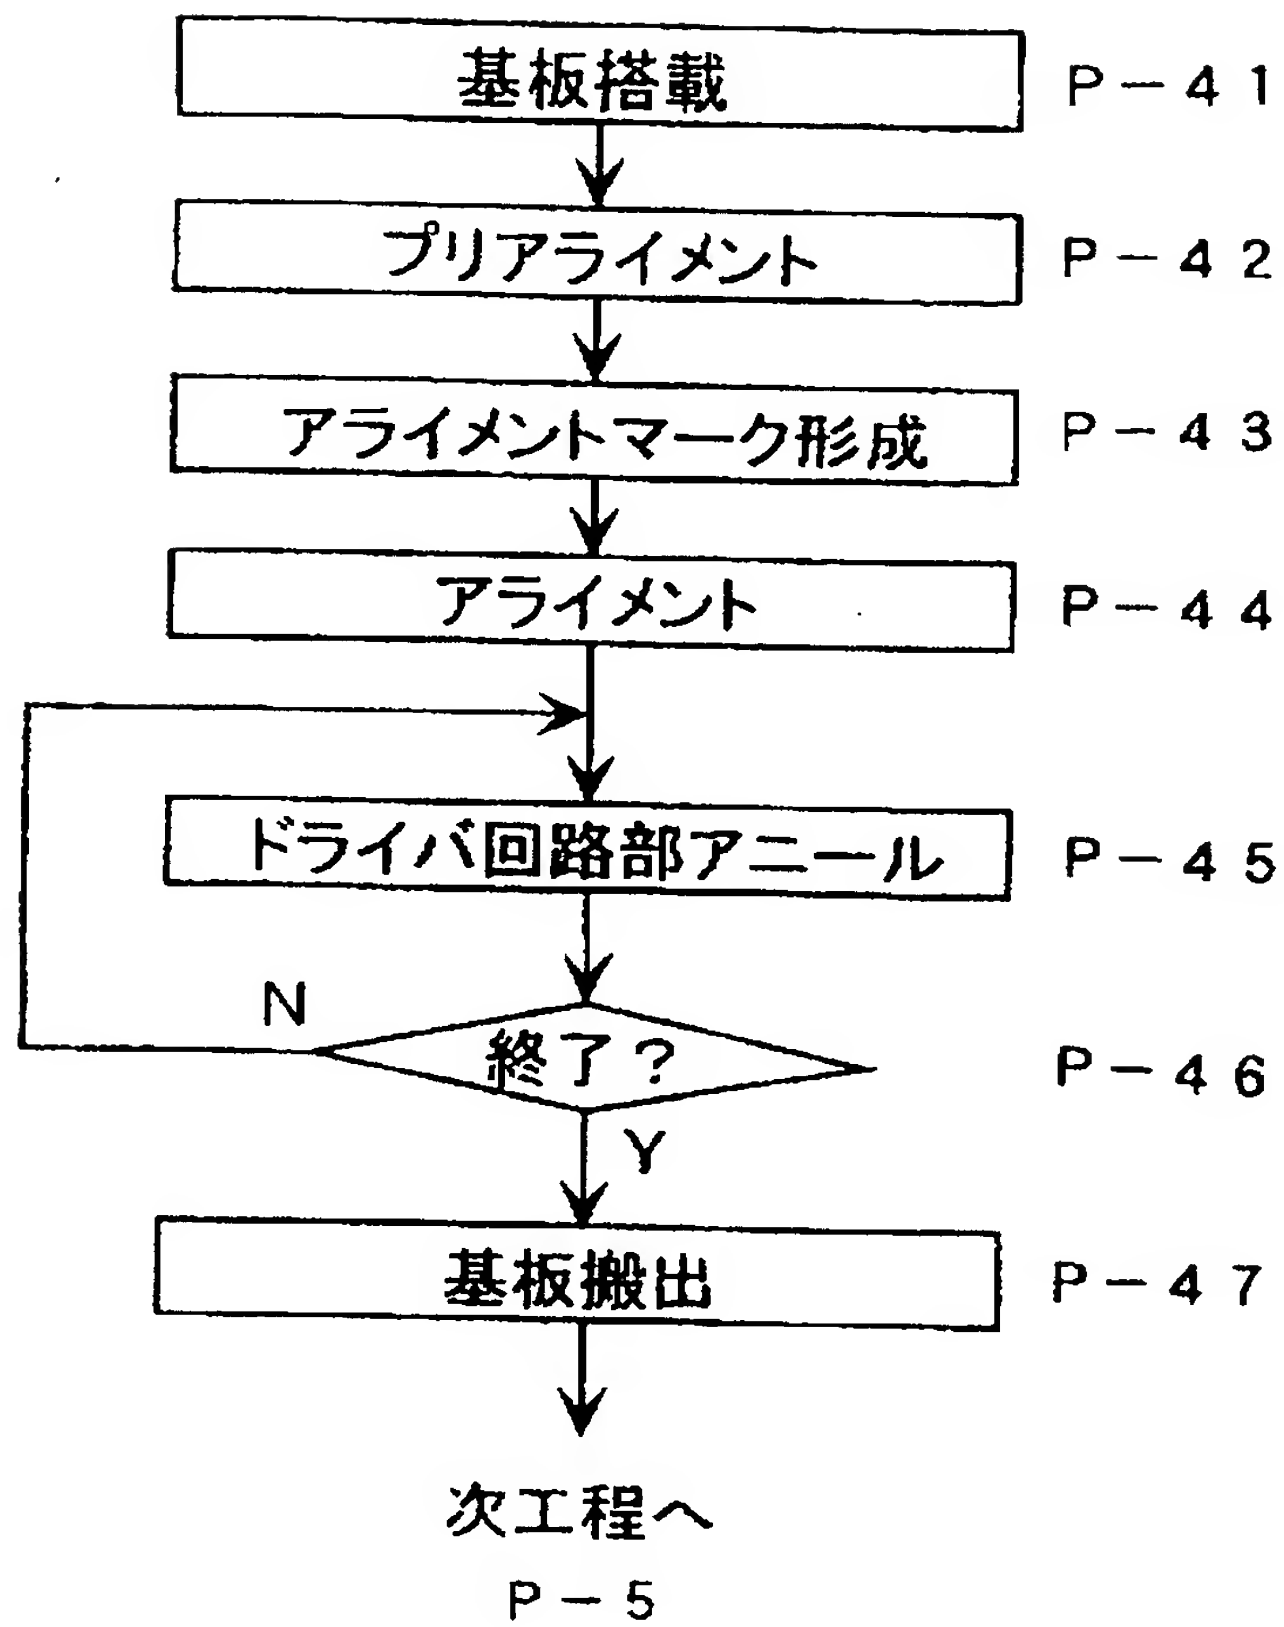 基板搭載 P－41
プリアライメント P－42
アライメントマーク形成 P－43
アライメント P－44
ドライバ回路部アニール P－45
N
終了？ P－46
Y
基板搬出 P－47
次工程へ
P－5